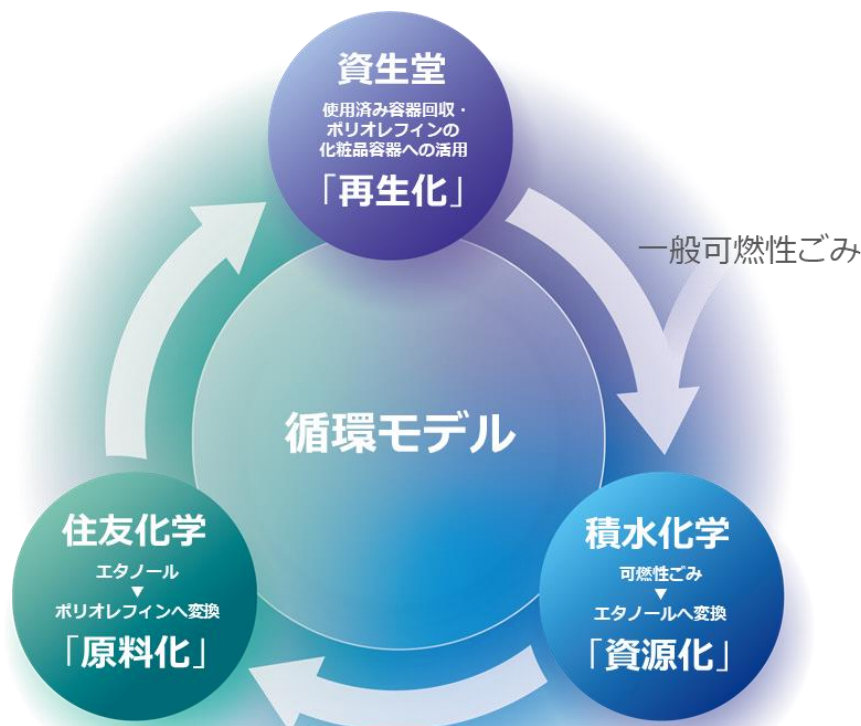 資生堂
使用済み容器回収・
ポリオレフィンの
化粧品容器への活用
「再生化」
一般可燃性ごみ
循環モデル
住友化学
エタノール
▼
ポリオレフィンへ変換
「原料化」
積水化学
可燃性ごみ
▼
エタノールへ変換
「資源化」